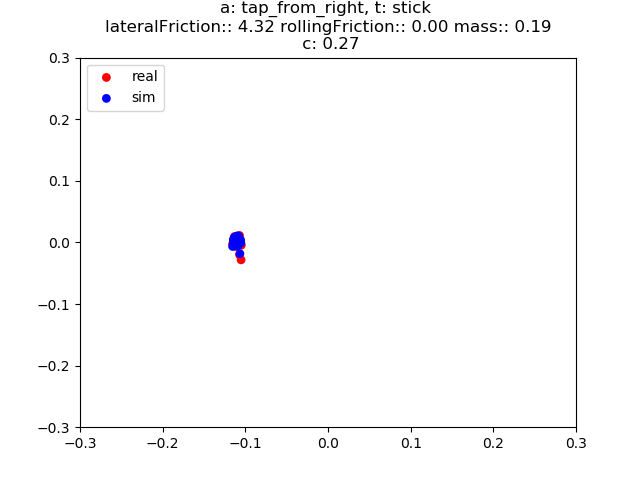 a: tap_from_right, t: stick
lateralFriction:: 4.32 rollingFriction:: 0.00 mass:: 0.19
c: 0.27
real
sim
0.3
0.2
0.1
0.0
−0.1
−0.2
−0.3
−0.3 −0.2 −0.1 0.0 0.1 0.2 0.3